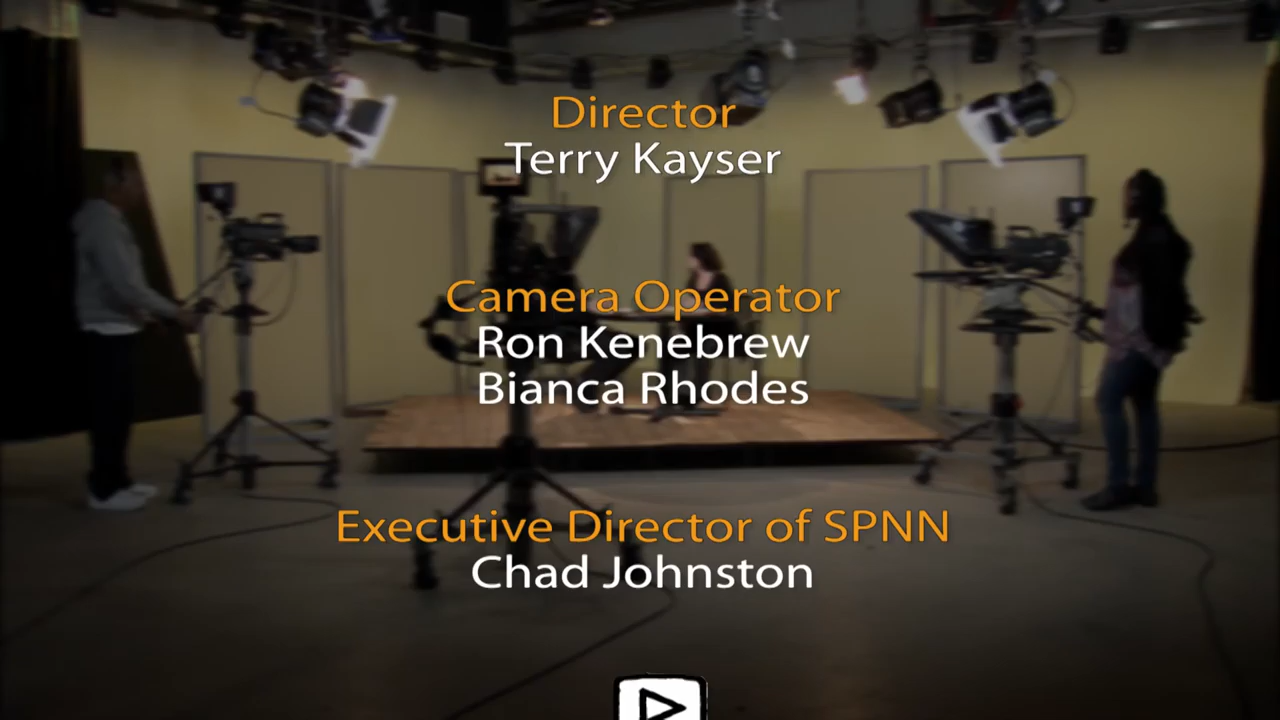 Director
Terry Kayser
Camera Operator
Ron Kenebrew
Bianca Rhodes
Executive Director of SPNN
Chad Johnston